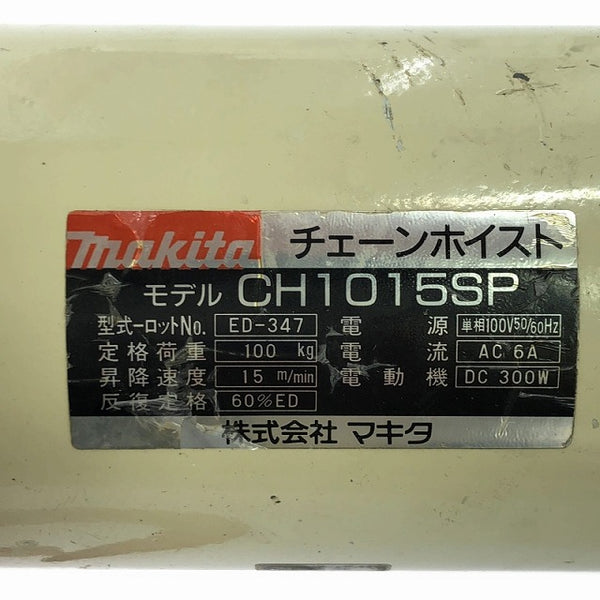 makita チェーンホイスト
モデル CH1015SP
型式ーロットNo. ED-347 電源 単相100V50/60Hz
定格荷重 100 kg 電流 AC 6A
昇降速度 15 m/min 電動機 DC 300W
反復定格 60%ED
株式会社 マキタ